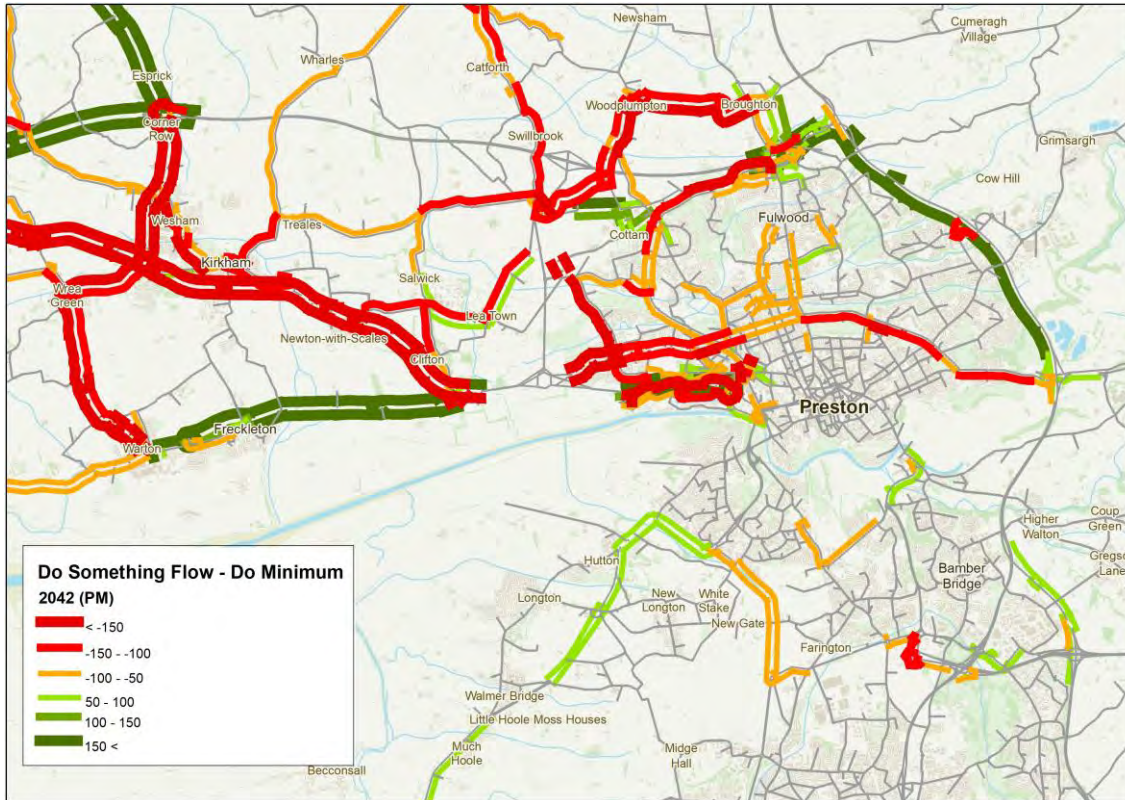 Newsham
Cumeragh
Village
Wharles
Catforth
Esprick
Woodplumpton
Broughton
Corner
Row
Swillbrook
Grimsargh
Cow Hill
Wesham
Treales
Fulwood
Kirkham
Cottam
Salwick
Wrea
Green
Lea Town
Newton-with-Scales
Clifton
Preston
Freckleton
Warton
Higher
Walton
Coup
Green
Gregso
Lane
Hutton
Bamber
Bridge
Longton
New
Longton
White
Stake
New Gate
Farington
Walmer Bridge
Little Hoole Moss Houses
Much
Hoole
Midge
Hall
Becconsall
Do Something Flow - Do Minimum
2042 (PM)
< -150
-150 - -100
-100 - -50
50 - 100
100 - 150
150 <